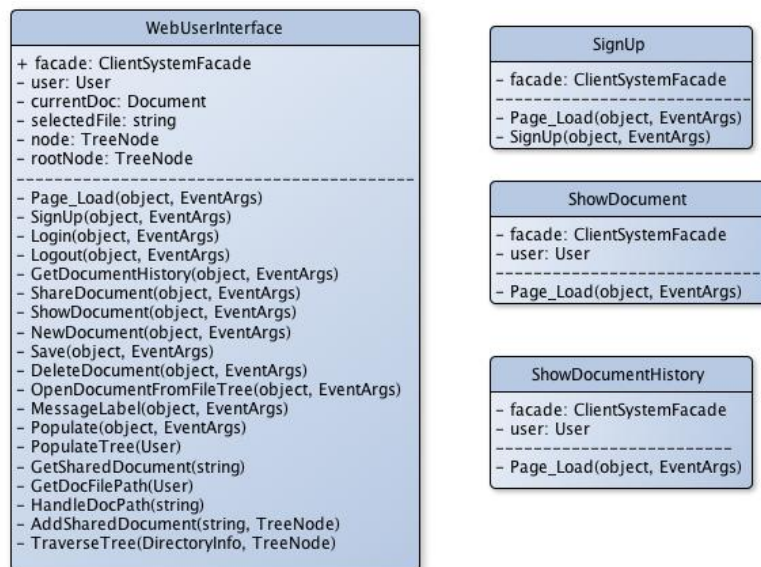 WebUserInterface
+ facade: ClientSystemFacade
- user: User
- currentDoc: Document
- selectedFile: string
- node: TreeNode
- rootNode: TreeNode
- Page_Load(object, EventArgs)
- SignUp(object, EventArgs)
- Login(object, EventArgs)
- Logout(object, EventArgs)
- GetDocumentHistory(object, EventArgs)
- ShareDocument(object, EventArgs)
- ShowDocument(object, EventArgs)
- NewDocument(object, EventArgs)
- Save(object, EventArgs)
- DeleteDocument(object, EventArgs)
- OpenDocumentFromFileTree(object, EventArgs)
- MessageLabel(object, EventArgs)
- Populate(object, EventArgs)
- PopulateTree(User)
- GetSharedDocument(string)
- GetDocFilePath(User)
- HandleDocPath(string)
- AddSharedDocument(string, TreeNode)
- TraverseTree(DirectoryInfo, TreeNode)
SignUp
- facade: ClientSystemFacade
- Page_Load(object, EventArgs)
- SignUp(object, EventArgs)
ShowDocument
- facade: ClientSystemFacade
- user: User
- Page_Load(object, EventArgs)
ShowDocumentHistory
- facade: ClientSystemFacade
- user: User
- Page_Load(object, EventArgs)